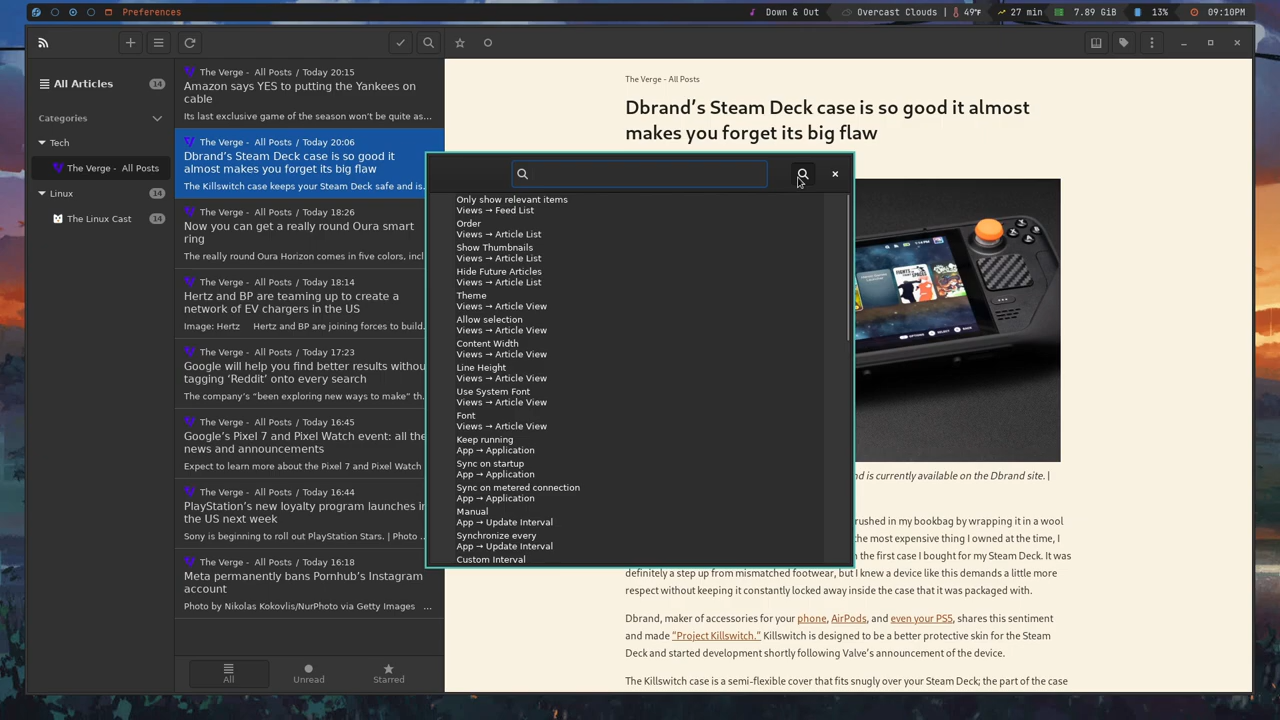 Preferences
Down & Out
Overcast Clouds
49°F
27 min
7.89 GiB
13%
09:10PM
All Articles
14
Categories
Tech
The Verge - All Posts
Linux
14
The Linux Cast
14
The Verge - All Posts / Today 20:15
Amazon says YES to putting the Yankees on
cable
Its last exclusive game of the season won't be quite as…
The Verge - All Posts / Today 20:06
Dbrand's Steam Deck case is so good it
almost makes you forget its big flaw
The Killswitch case keeps your Steam Deck safe and is…
The Verge - All Posts / Today 18:26
Now you can get a really round Oura smart
ring
The really round Oura Horizon comes in five colors, incl
The Verge - All Posts / Today 18:14
Hertz and BP are teaming up to create a
network of EV chargers in the US
Image: Hertz Hertz and BP are joining forces to build
The Verge - All Posts / Today 17:23
Google will help you find better results withou
tagging ‘Reddit’ onto every search
The company's “been exploring new ways to make” th
The Verge - All Posts / Today 16:45
Google's Pixel 7 and Pixel Watch event: all the
news and announcements
Expect to learn more about the Pixel 7 and Pixel Watch
The Verge - All Posts / Today 16:44
PlayStation's new loyalty program launches in
the US next week
Sony is beginning to roll out PlayStation Stars. | Photo …
The Verge - All Posts / Today 16:18
Meta permanently bans Pornhub's Instagram
account
Photo by Nikolas Kokovlis/NurPhoto via Getty Images …
All
Unread
Starred
Only show relevant items
Views → Feed List
Order
Views → Article List
Show Thumbnails
Views → Article List
Hide Future Articles
Views → Article List
Theme
Views → Article View
Allow selection
Views → Article View
Content Width
Views → Article View
Line Height
Views → Article View
Use System Font
Views → Article View
Font
Views → Article View
Keep running
App → Application
Sync on startup
App → Application
Sync on metered connection
App → Application
Manual
App → Update Interval
Synchronize every
App → Update Interval
Custom Interval
The Verge - All Posts
Dbrand's Steam Deck case is so good it almost
makes you forget its big flaw
nd is currently available on the Dbrand site. |
rushed in my bookbag by wrapping it in a wool
the most expensive thing I owned at the time, I
n the first case I bought for my Steam Deck. It was
definitely a step up from mismatched footwear, but I knew a device like this demands a little more
respect without keeping it constantly locked away inside the case that it was packaged with.
Dbrand, maker of accessories for your phone, AirPods, and even your PS5, shares this sentiment
and made “Project Killswitch.” Killswitch is designed to be a better protective skin for the Steam
Deck and started development shortly following Valve's announcement of the device.
The Killswitch case is a semi-flexible cover that fits snugly over your Steam Deck; the part of the case